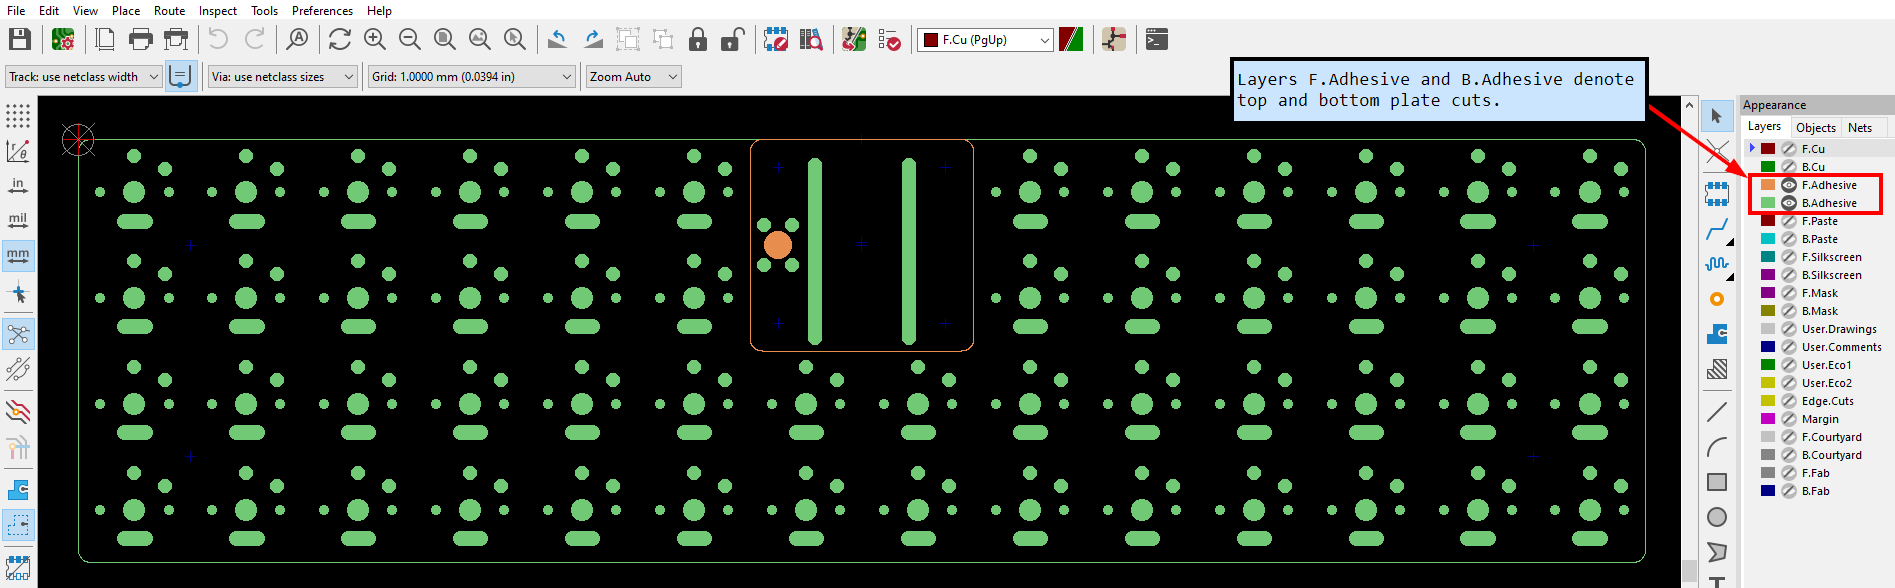 File Edit View Place Route Inspect Tools Preferences Help
F.Cu (PgUp)
Track: use netclass width Via: use netclass sizes Grid: 1.0000 mm (0.0394 in) Zoom Auto
Layers F.Adhesive and B.Adhesive denote
top and bottom plate cuts.
in
mil
mm
Appearance
Layers Objects Nets
F.Cu
B.Cu
F.Adhesive
B.Adhesive
F.Paste
B.Paste
F.Silkscreen
B.Silkscreen
F.Mask
B.Mask
User.Drawings
User.Comments
User.Eco1
User.Eco2
Edge.Cuts
Margin
F.Courtyard
B.Courtyard
F.Fab
B.Fab